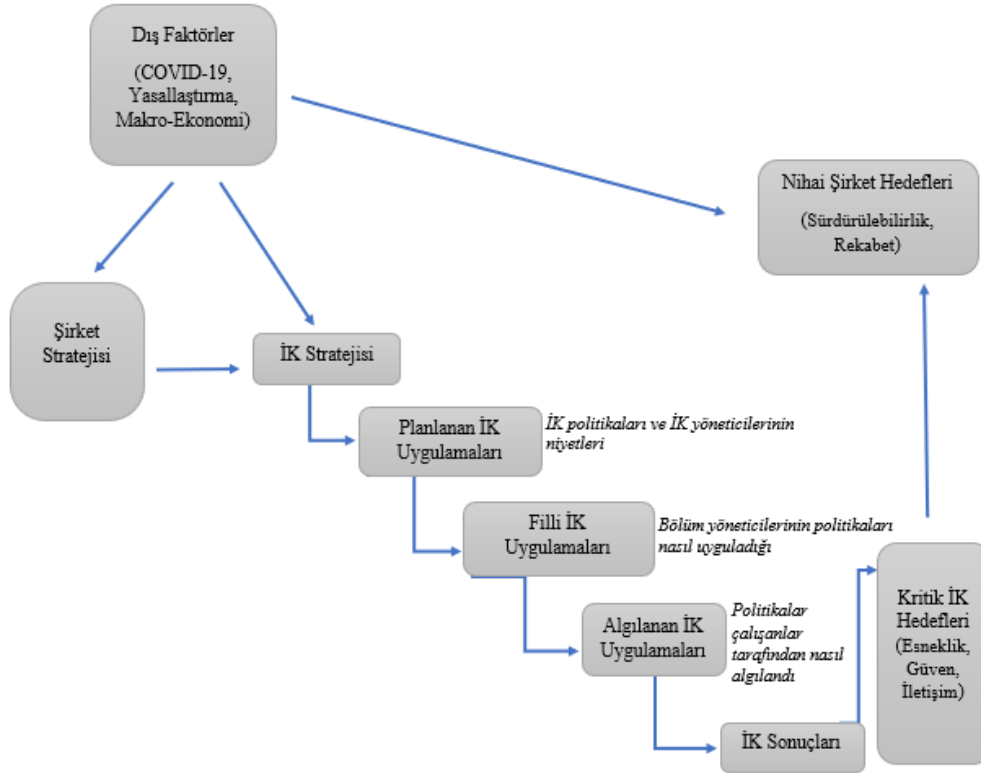 Dış Faktörler
(COVID-19,
Yasallaştırma,
Makro-Ekonomi)
Nihai Şirket Hedefleri
(Sürdürülebilirlik,
Rekabet)
Şirket
Stratejisi
İK Stratejisi
Planlanan İK
Uygulamaları
İK politikaları ve İK yöneticilerinin
niyetleri
Filli İK
Uygulamaları
Bölüm yöneticilerinin politikaları
nasıl uyguladığı
Algılanan İK
Uygulamaları
Politikalar
çalışanlar
tarafından nasıl
algılandı
Kritik İK
Hedefleri
(Esneklik,
Güven,
İletişim)
İK Sonuçları